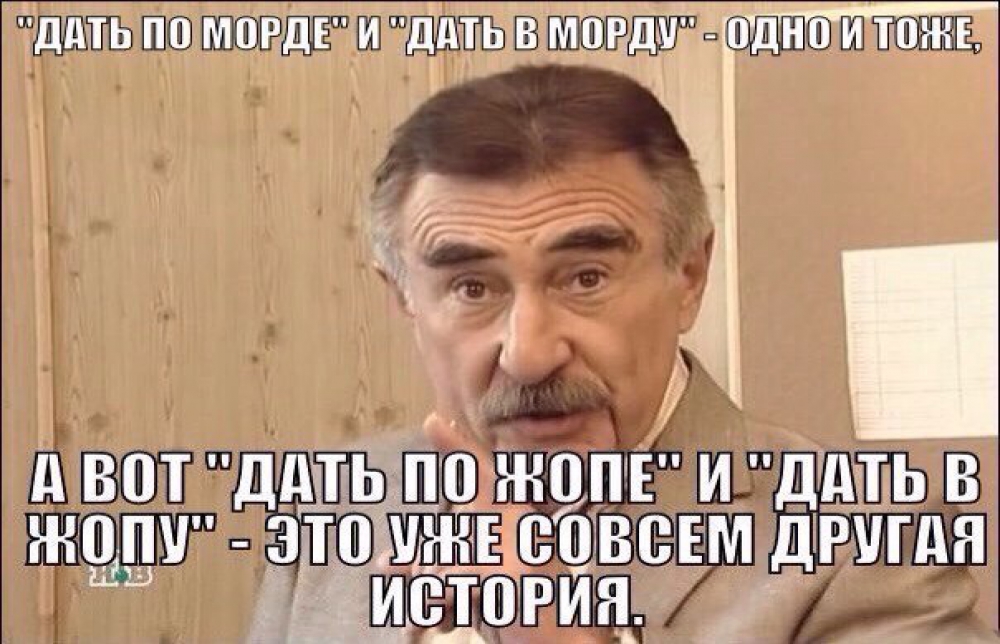 "ДАТЬ ПО МОРДЕ" И "ДАТЬ В МОРДУ" - ОДНО И ТОЖЕ,
А ВОТ "ДАТЬ ПО ЖОПЕ" И "ДАТЬ В
ЖОПУ" - ЭТО УЖЕ СОВСЕМ ДРУГАЯ
НТВ
ИСТОРИЯ.